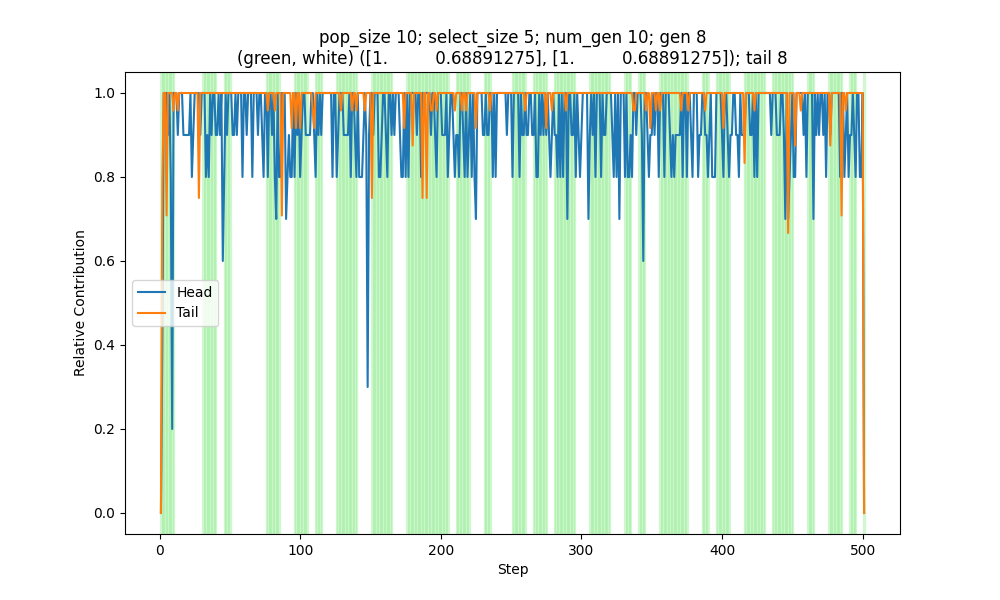 pop_size 10; select_size 5; num_gen 10; gen 8
(green, white) ([1.          0.68891275], [1.          0.68891275]); tail 8
1.0
0.8
0.6
0.4
0.2
0.0
Relative Contribution
Head
Tail
0 100 200 300 400 500
Step